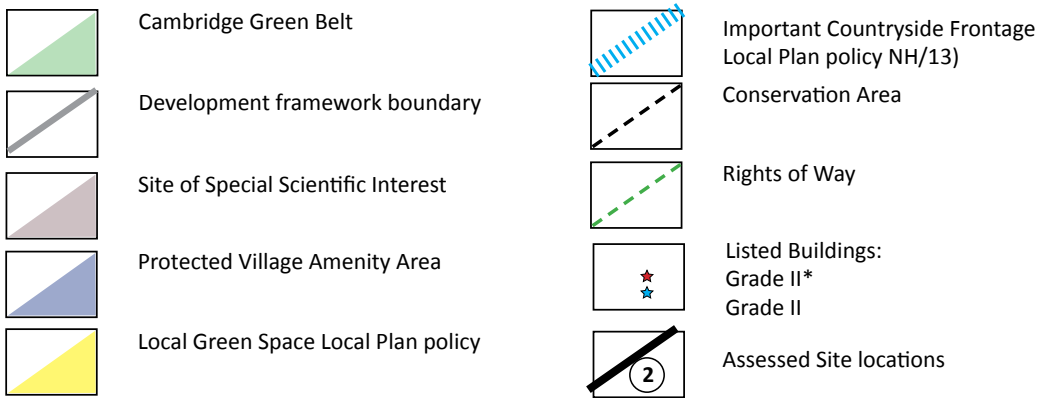 Cambridge Green Belt
Development framework boundary
Site of Special Scientific Interest
Protected Village Amenity Area
Local Green Space Local Plan policy
Important Countryside Frontage
Local Plan policy NH/13)
Conservation Area
Rights of Way
Listed Buildings:
Grade II*
Grade II
2
Assessed Site locations